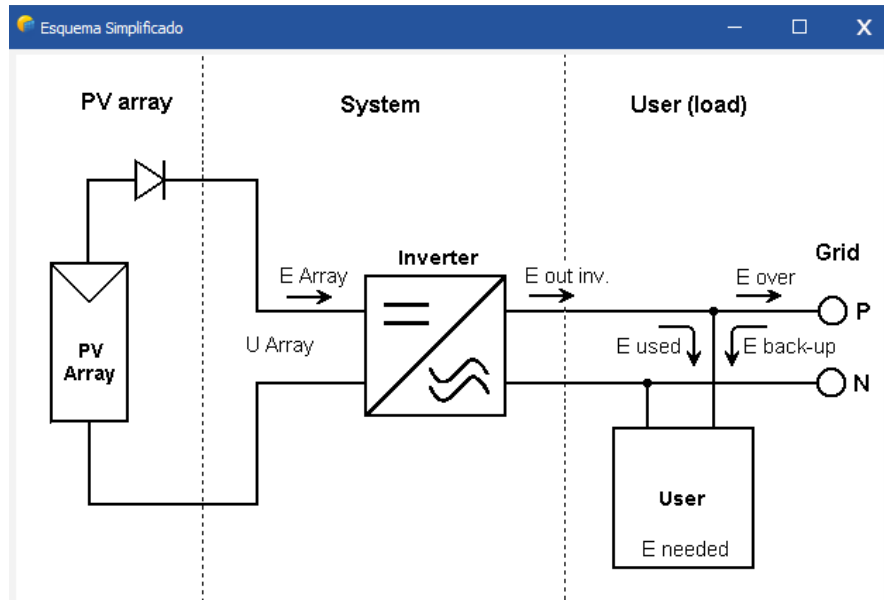 Esquema Simplificado
PV array
System
User (load)
Grid
Inverter
E Array
E out inv.
E over
P
U Array
E used
E back-up
PV
Array
N
User
E needed